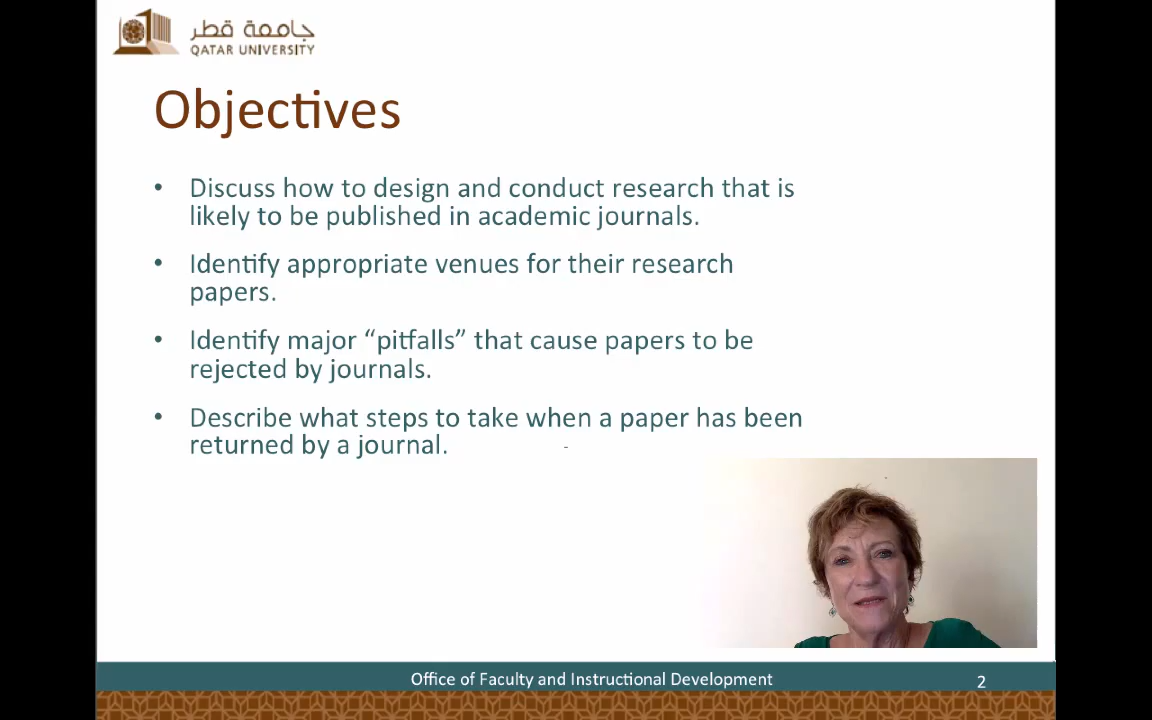 جامعة قطر
QATAR UNIVERSITY
Objectives
• Discuss how to design and conduct research that is
likely to be published in academic journals.
• Identify appropriate venues for their research
papers.
• Identify major “pitfalls” that cause papers to be
rejected by journals.
• Describe what steps to take when a paper has been
returned by a journal.
Office of Faculty and Instructional Development
2